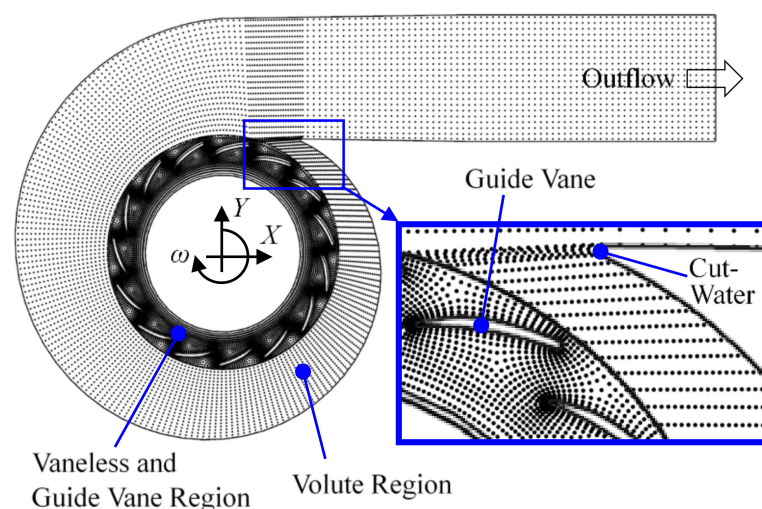 Outflow
Guide Vane
Y
X
ω
Cut-
Water
Vaneless and
Guide Vane Region
Volute Region